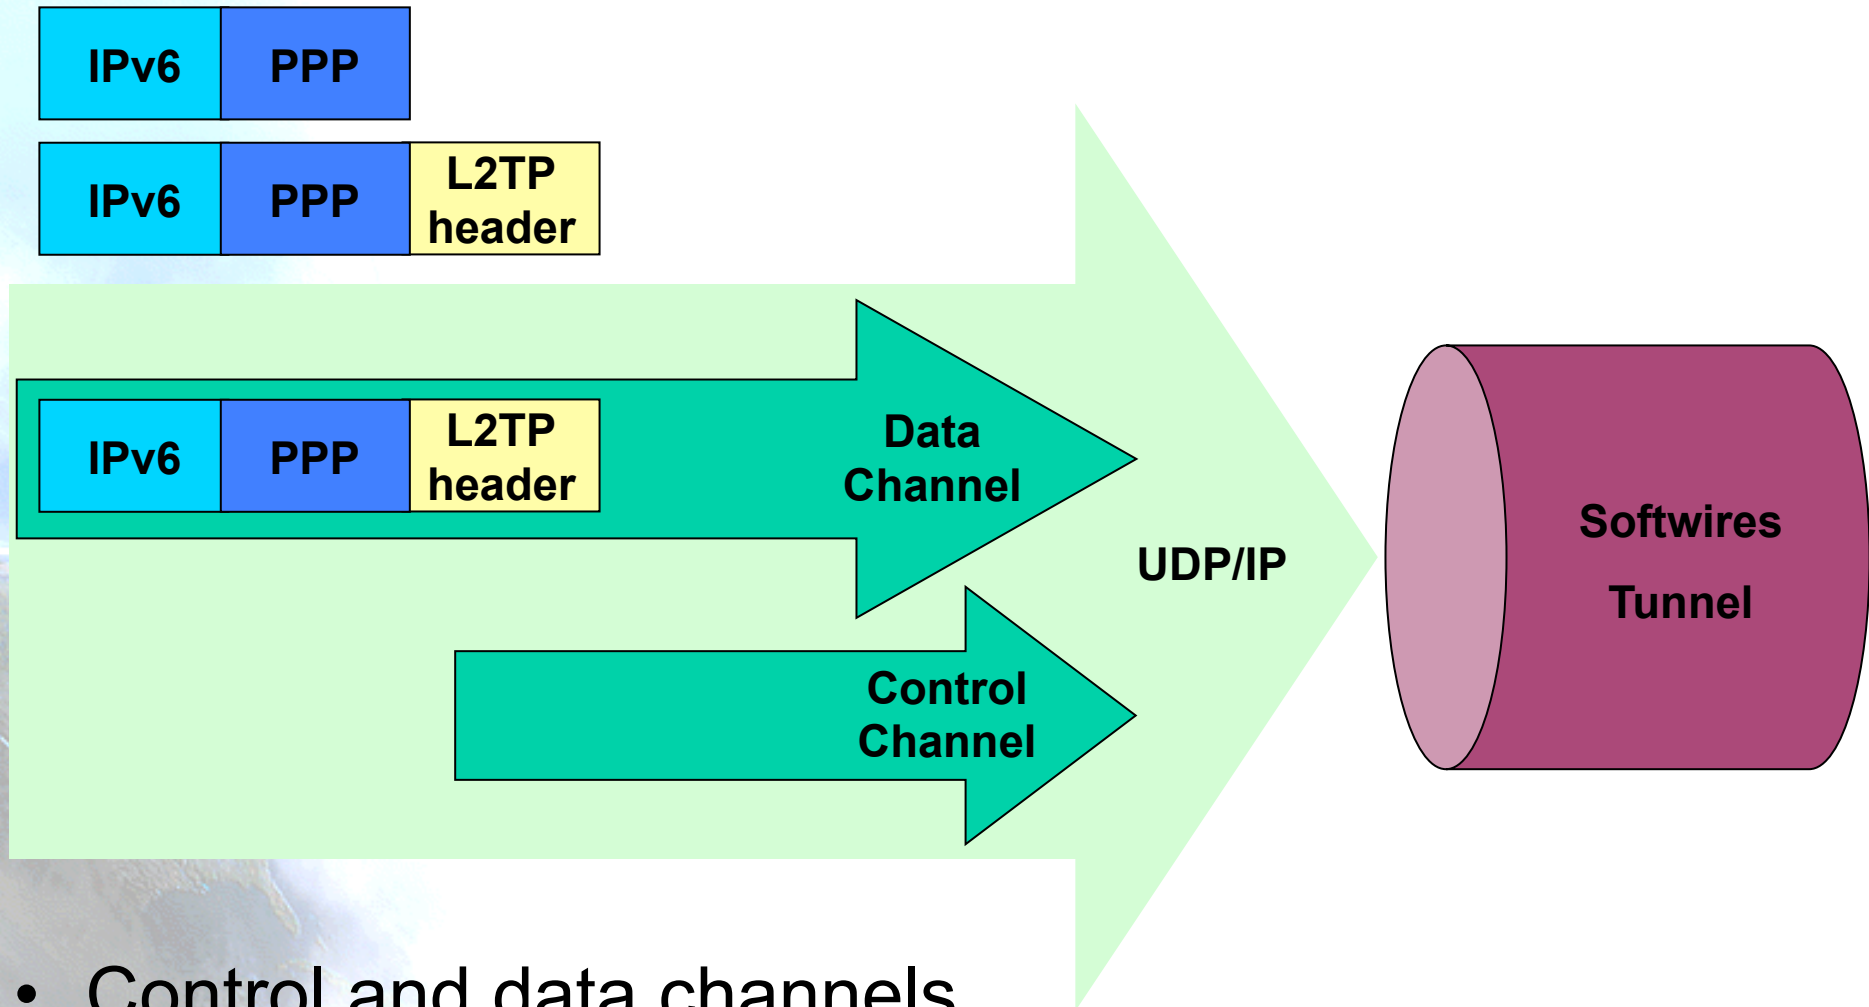 IPv6 PPP
IPv6 PPP L2TP
header
IPv6 PPP L2TP
header
Data
Channel
UDP/IP
Control
Channel
Softwires
Tunnel
• Control and data channels